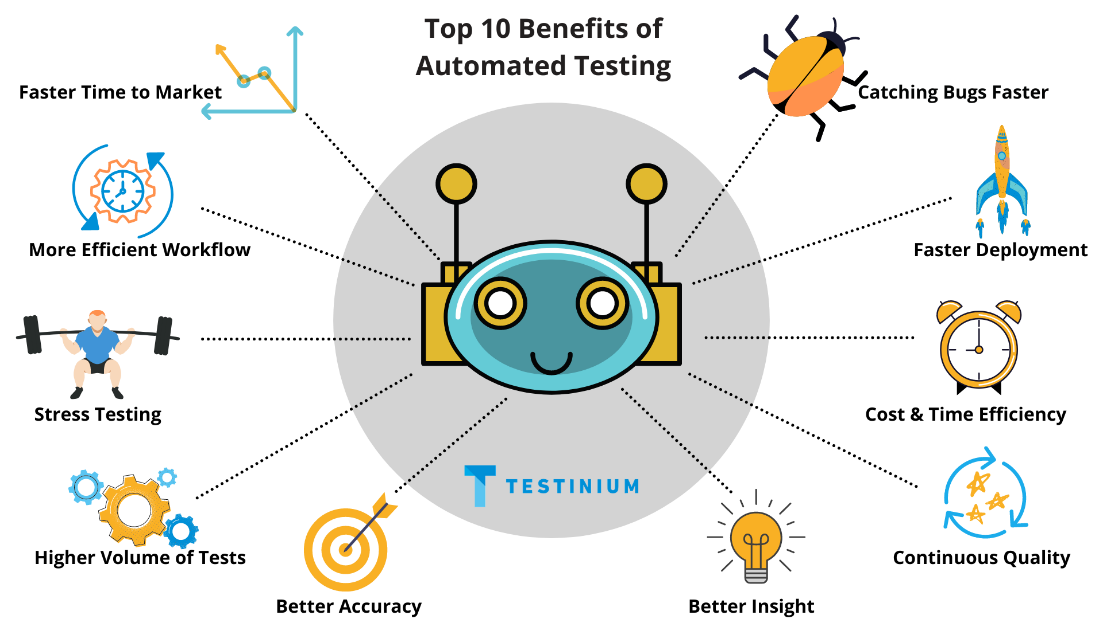 Top 10 Benefits of
Automated Testing
Faster Time to Market
Catching Bugs Faster
More Efficient Workflow
Faster Deployment
Stress Testing
Cost & Time Efficiency
TESTINIUM
Higher Volume of Tests
Continuous Quality
Better Accuracy
Better Insight